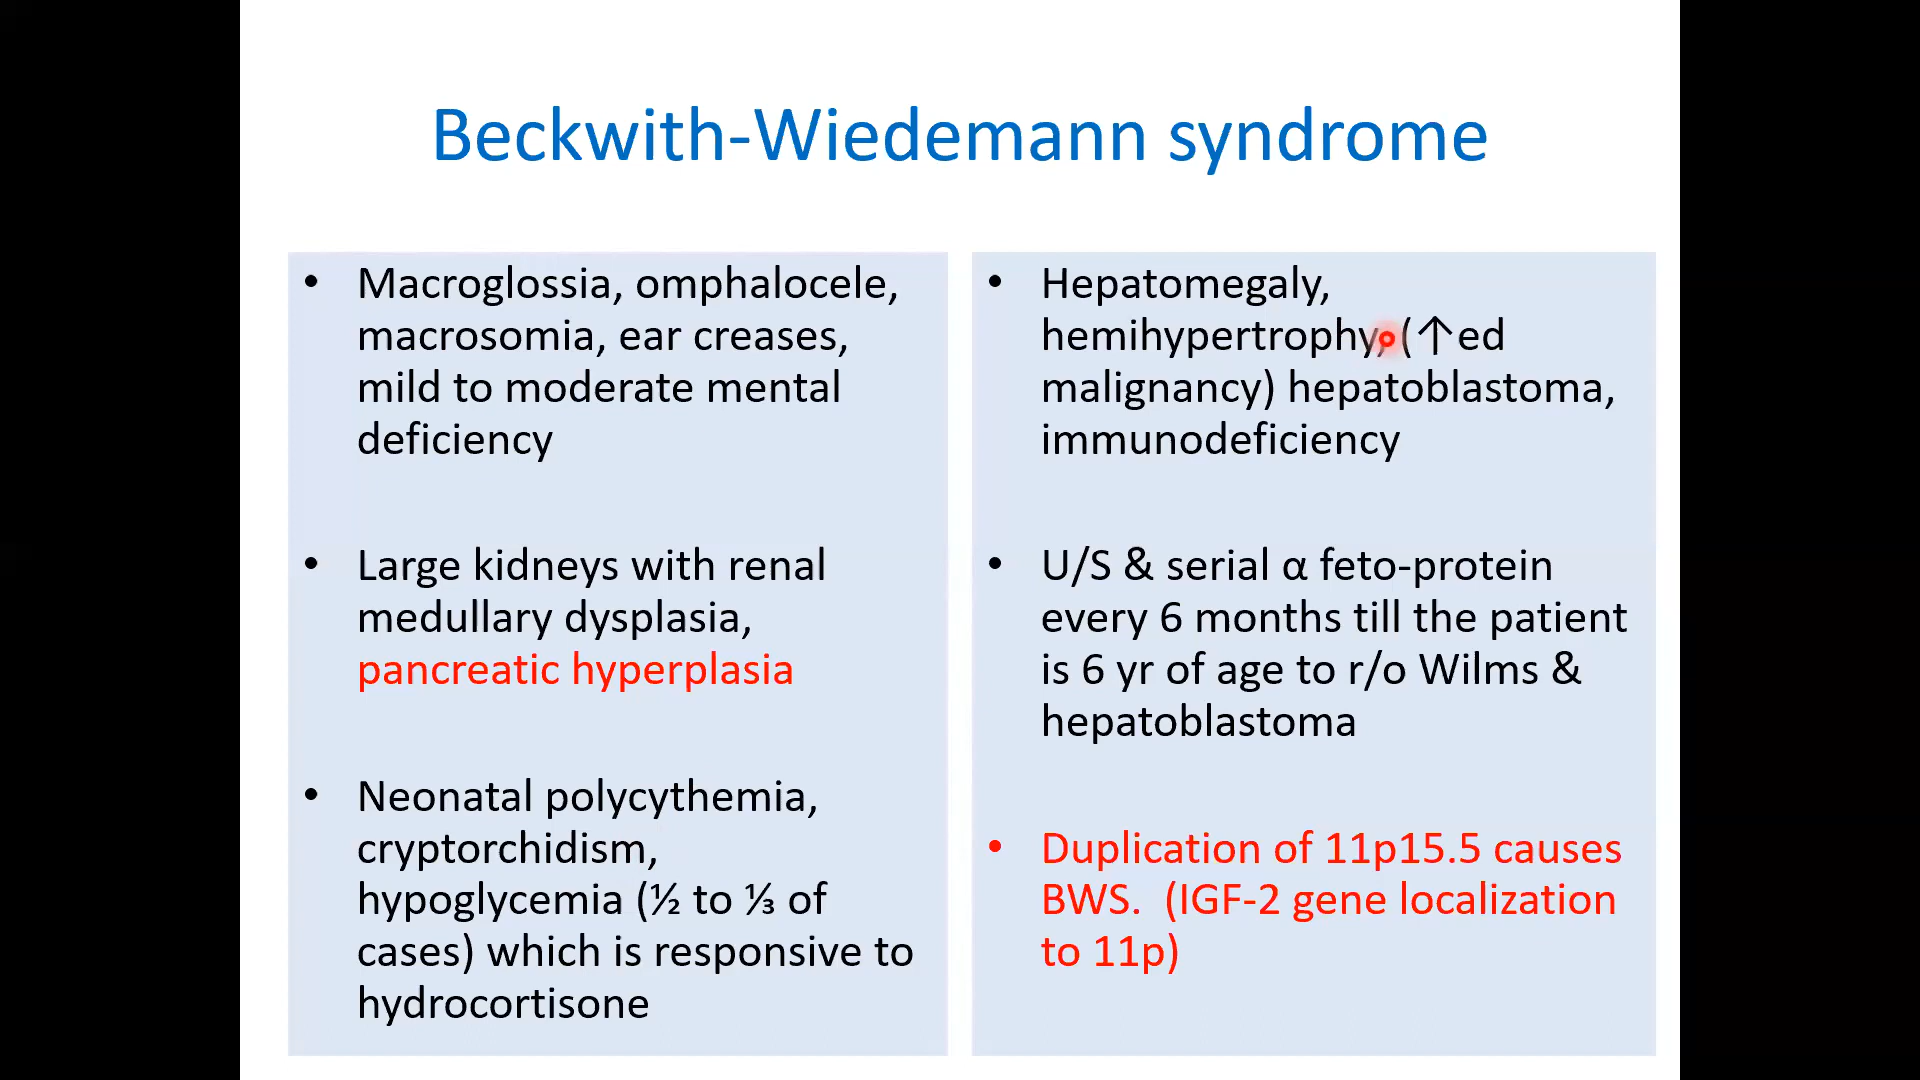 Beckwith-Wiedemann syndrome
• Macroglossia, omphalocele,
macrosomia, ear creases,
mild to moderate mental
deficiency
• Large kidneys with renal
medullary dysplasia,
pancreatic hyperplasia
• Neonatal polycythemia,
cryptorchidism,
hypoglycemia (½ to ⅓ of
cases) which is responsive to
hydrocortisone
• Hepatomegaly,
hemihypertrophy, (↑ed
malignancy) hepatoblastoma,
immunodeficiency
• U/S & serial α feto-protein
every 6 months till the patient
is 6 yr of age to r/o Wilms &
hepatoblastoma
• Duplication of 11p15.5 causes
BWS.  (IGF-2 gene localization
to 11p)